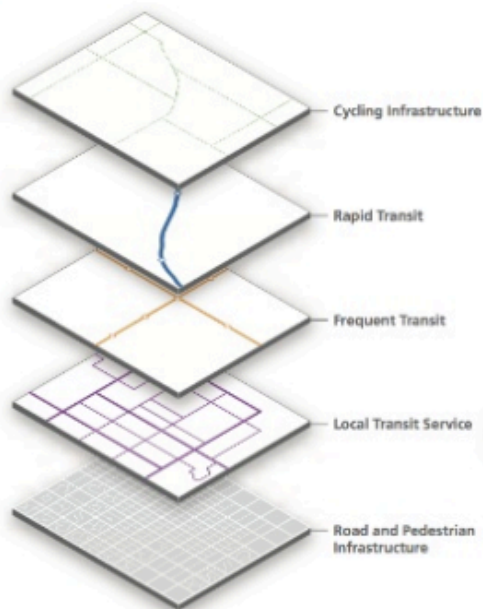 Cycling Infrastructure
Rapid Transit
Frequent Transit
Local Transit Service
Road and Pedestrian
Infrastructure